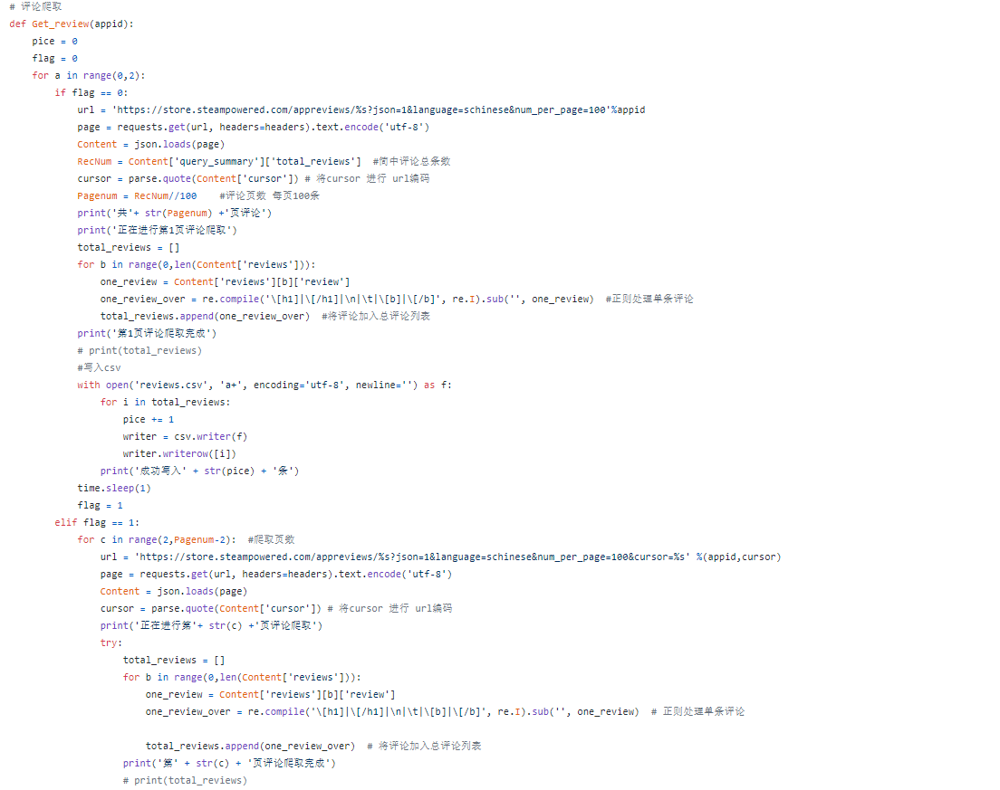 # 评论爬取
def Get_review(appid):
    pice = 0
    flag = 0
    for a in range(0,2):
        if flag == 0:
            url = 'https://store.steampowered.com/appreviews/%s?json=1&language=schinese&num_per_page=100'%appid
            page = requests.get(url, headers=headers).text.encode('utf-8')
            Content = json.loads(page)
            RecNum = Content['query_summary']['total_reviews']  #简中评论总条数
            cursor = parse.quote(Content['cursor']) # 将cursor 进行 url编码
            Pagenum = RecNum//100    #评论页数 每页100条
            print('共'+ str(Pagenum) +'页评论')
            print('正在进行第1页评论爬取')
            total_reviews = []
            for b in range(0,len(Content['reviews'])):
                one_review = Content['reviews'][b]['review']
                one_review_over = re.compile('\[h1]|\[/h1]|\n|\t|\[b]|\[/b]', re.I).sub('', one_review)  #正则处理单条评论
                total_reviews.append(one_review_over)  #将评论加入总评论列表
            print('第1页评论爬取完成')
            # print(total_reviews)
            #写入csv
            with open('reviews.csv', 'a+', encoding='utf-8', newline='') as f:
                for i in total_reviews:
                    pice += 1
                    writer = csv.writer(f)
                    writer.writerow([i])
                print('成功写入' + str(pice) + '条')
            time.sleep(1)
            flag = 1
        elif flag == 1:
            for c in range(2,Pagenum-2):  #爬取页数
                url = 'https://store.steampowered.com/appreviews/%s?json=1&language=schinese&num_per_page=100&cursor=%s' %(appid,cursor)
                page = requests.get(url, headers=headers).text.encode('utf-8')
                Content = json.loads(page)
                cursor = parse.quote(Content['cursor']) # 将cursor 进行 url编码
                print('正在进行第'+ str(c) +'页评论爬取')
                try:
                    total_reviews = []
                    for b in range(0,len(Content['reviews'])):
                        one_review = Content['reviews'][b]['review']
                        one_review_over = re.compile('\[h1]|\[/h1]|\n|\t|\[b]|\[/b]', re.I).sub('', one_review)  # 正则处理单条评论

                        total_reviews.append(one_review_over)  # 将评论加入总评论列表
                    print('第' + str(c) + '页评论爬取完成')
                    # print(total_reviews)